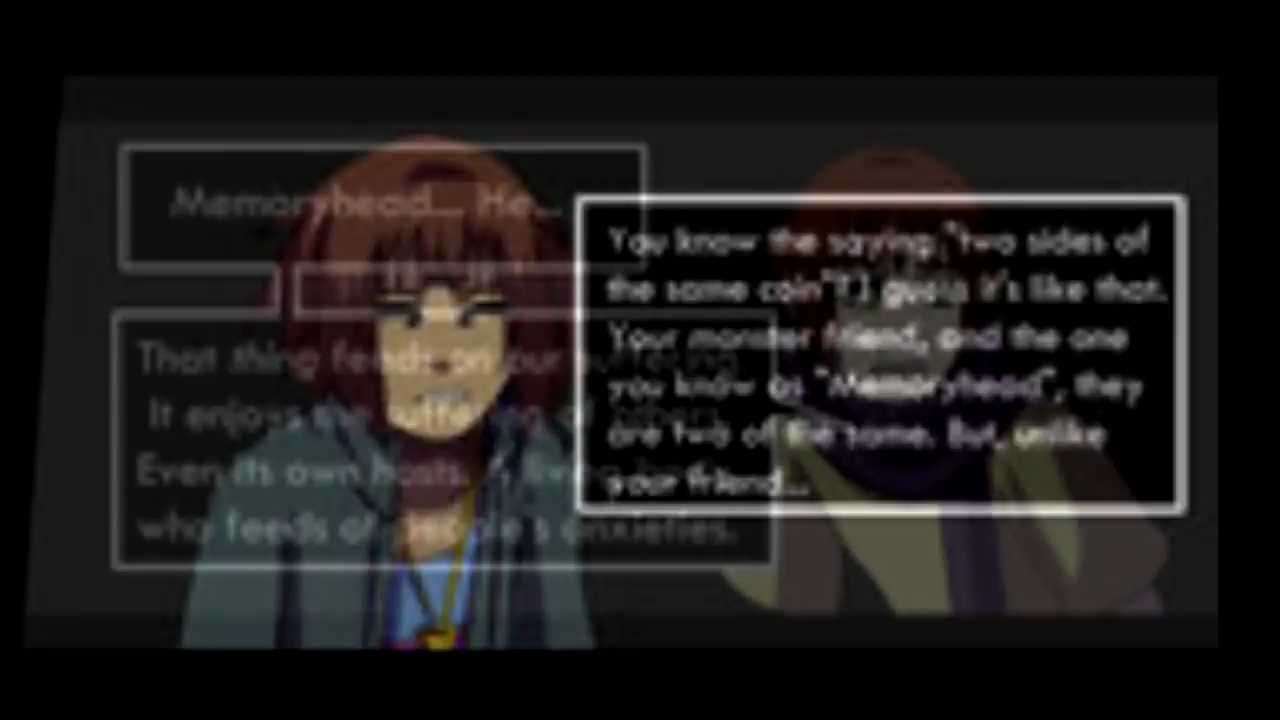 Memoryhead... He...
That thing feeds on our suffering.
It enjoys the suffering of others.
Even its own hosts. A living
who feeds of people's anxieties.
You know the saying, "two sides of
the same coin"? I guess it's like that.
Your monster friend, and the one
you know as "Memoryhead", they
are two of the same. But, unlike
your friend...